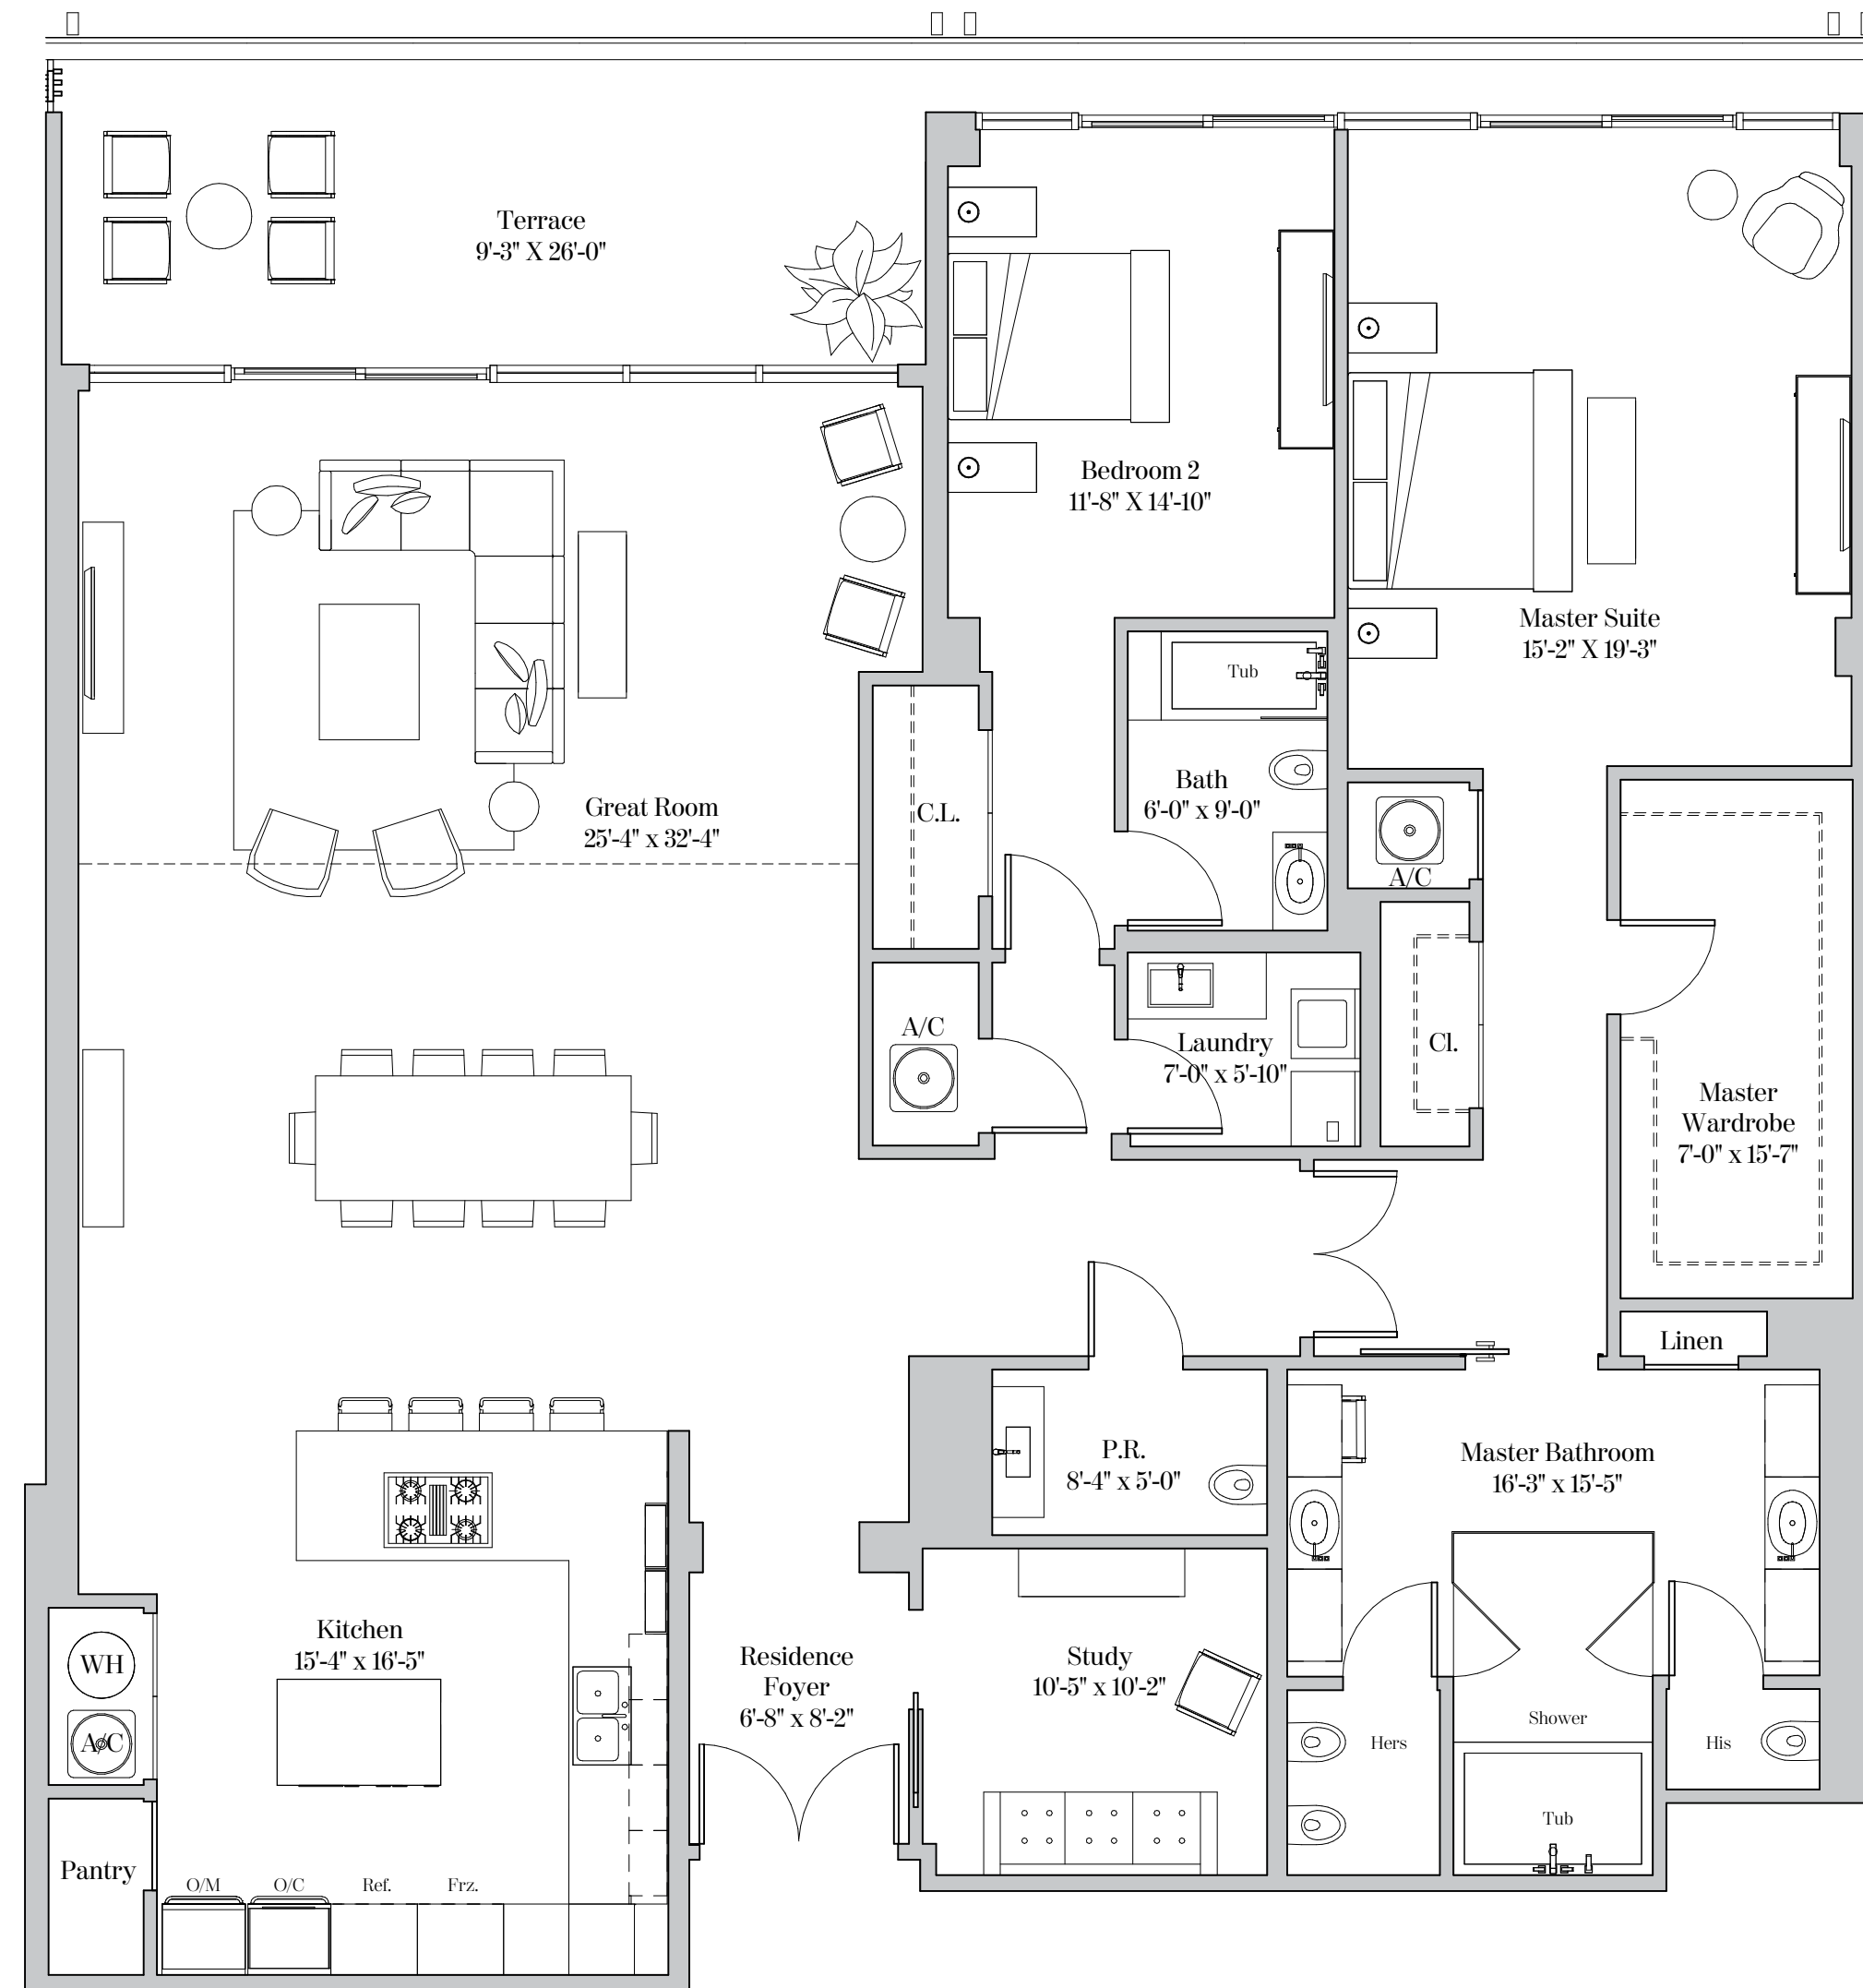 Terrace
9'-3" X 26'-0"
Bedroom 2
11'-8" X 14'-10"
Master Suite
15'-2" X 19'-3"
Tub
Great Room
25'-4" x 32'-4"
C.L.
Bath
6'-0" x 9'-0"
A/C
A/C
Laundry
7'-0" x 5'-10"
Cl.
Master
Wardrobe
7'-0" x 15'-7"
Linen
P.R.
8'-4" x 5'-0"
Master Bathroom
16'-3" x 15'-5"
Kitchen
15'-4" x 16'-5"
WH
A/C
Residence
Foyer
6'-8" x 8'-2"
Study
10'-5" x 10'-2"
Hers
Shower
His
Tub
Pantry
O/M
O/C
Ref.
Frz.